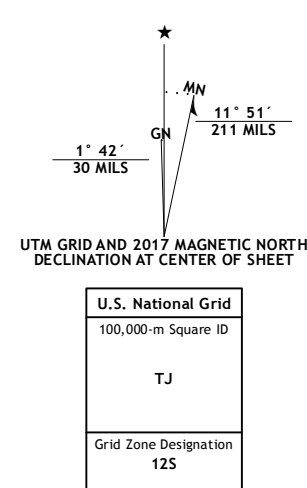 ★
MN
11° 51´
211 MILS
GN
1° 42´
30 MILS
UTM GRID AND 2017 MAGNETIC NORTH
DECLINATION AT CENTER OF SHEET
U.S. National Grid
100,000-m Square ID
TJ
Grid Zone Designation
12S